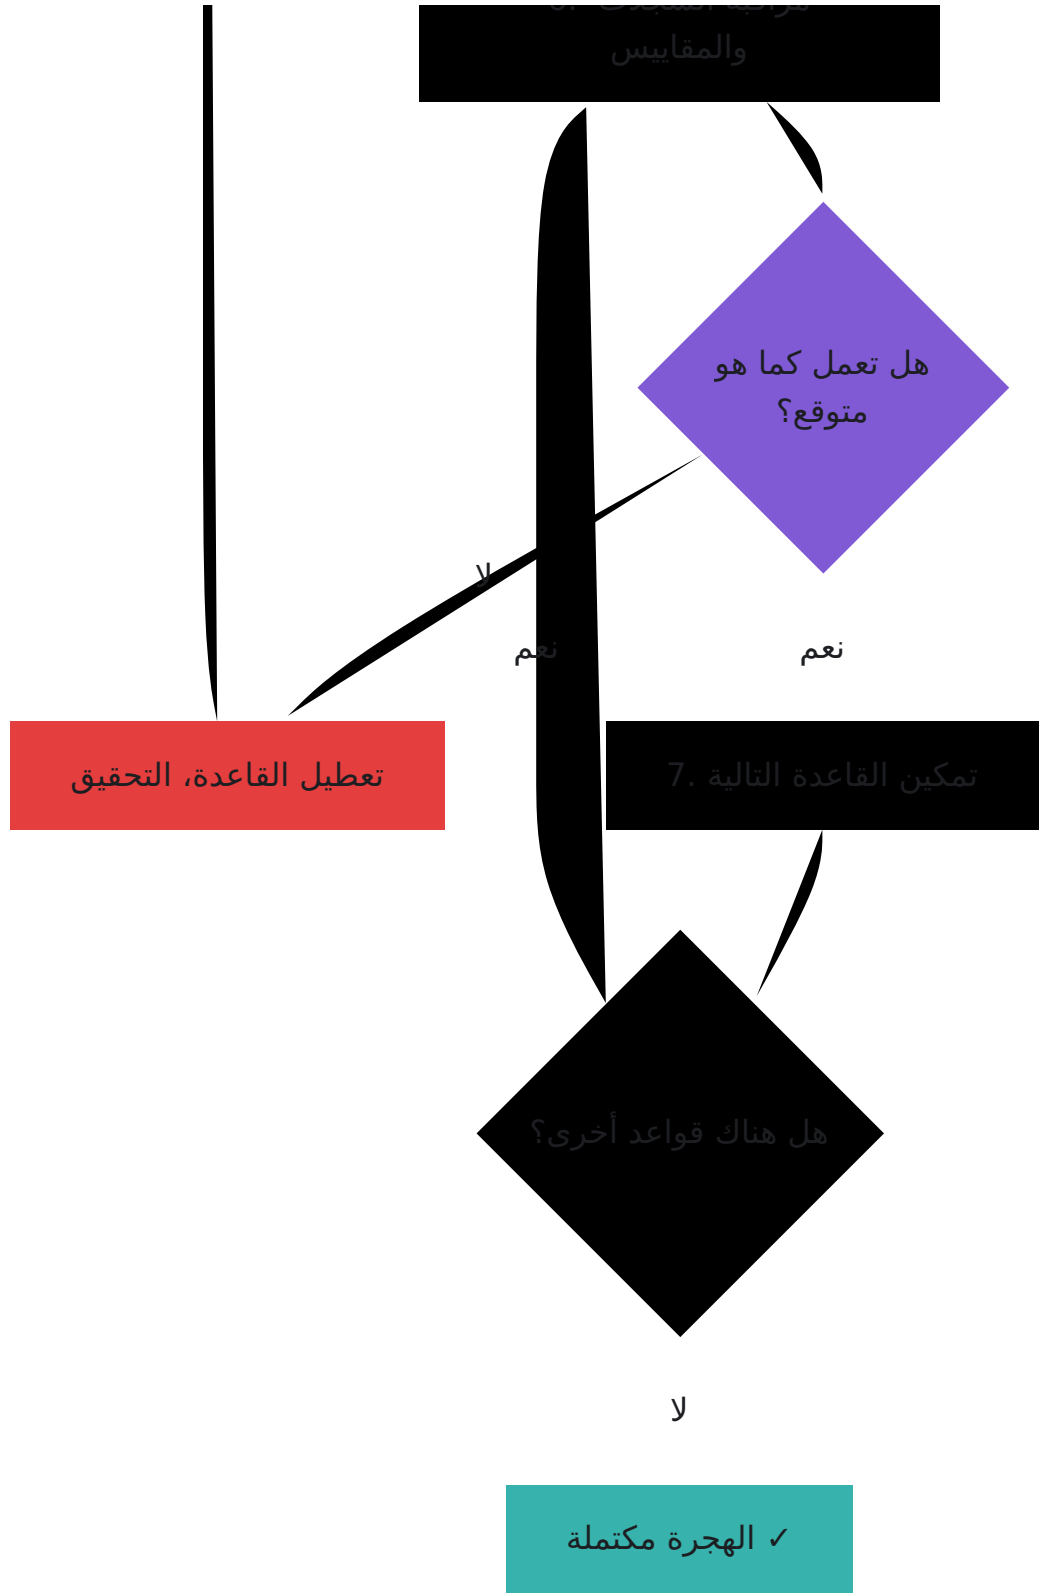 والمقاييس
هل تعمل كما هو
متوقع؟
لا
نعم
نعم
تعطيل القاعدة، التحقيق
7. تمكين القاعدة التالية
هل هناك قواعد أخرى؟
لا
✓ الهجرة مكتملة